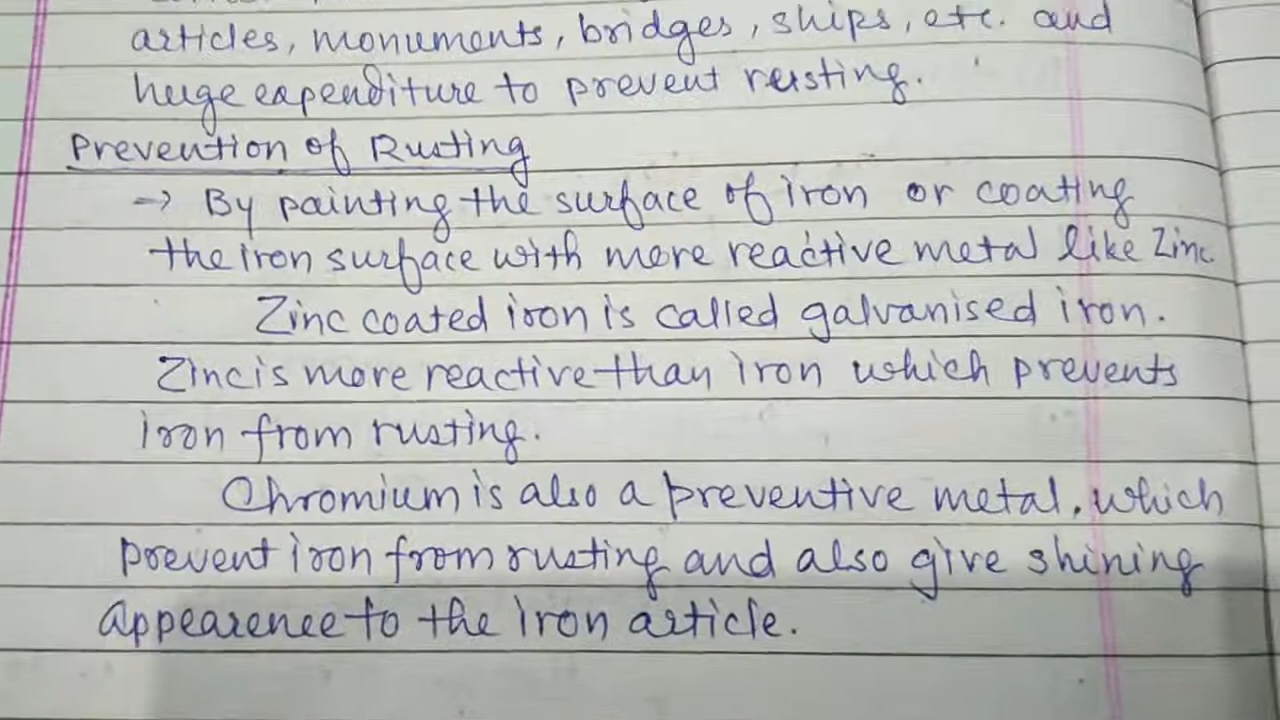 articles, monuments, bridges, ships, etc. and
huge expenditure to prevent rusting.
Prevention of Rusting
→ By painting the surface of iron or coating
the iron surface with more reactive metal like Zinc.
Zinc coated iron is called galvanised iron.
Zinc is more reactive than iron which prevents
iron from rusting.
Chromium is also a preventive metal, which
prevent iron from rusting and also give shining
appearence to the iron article.